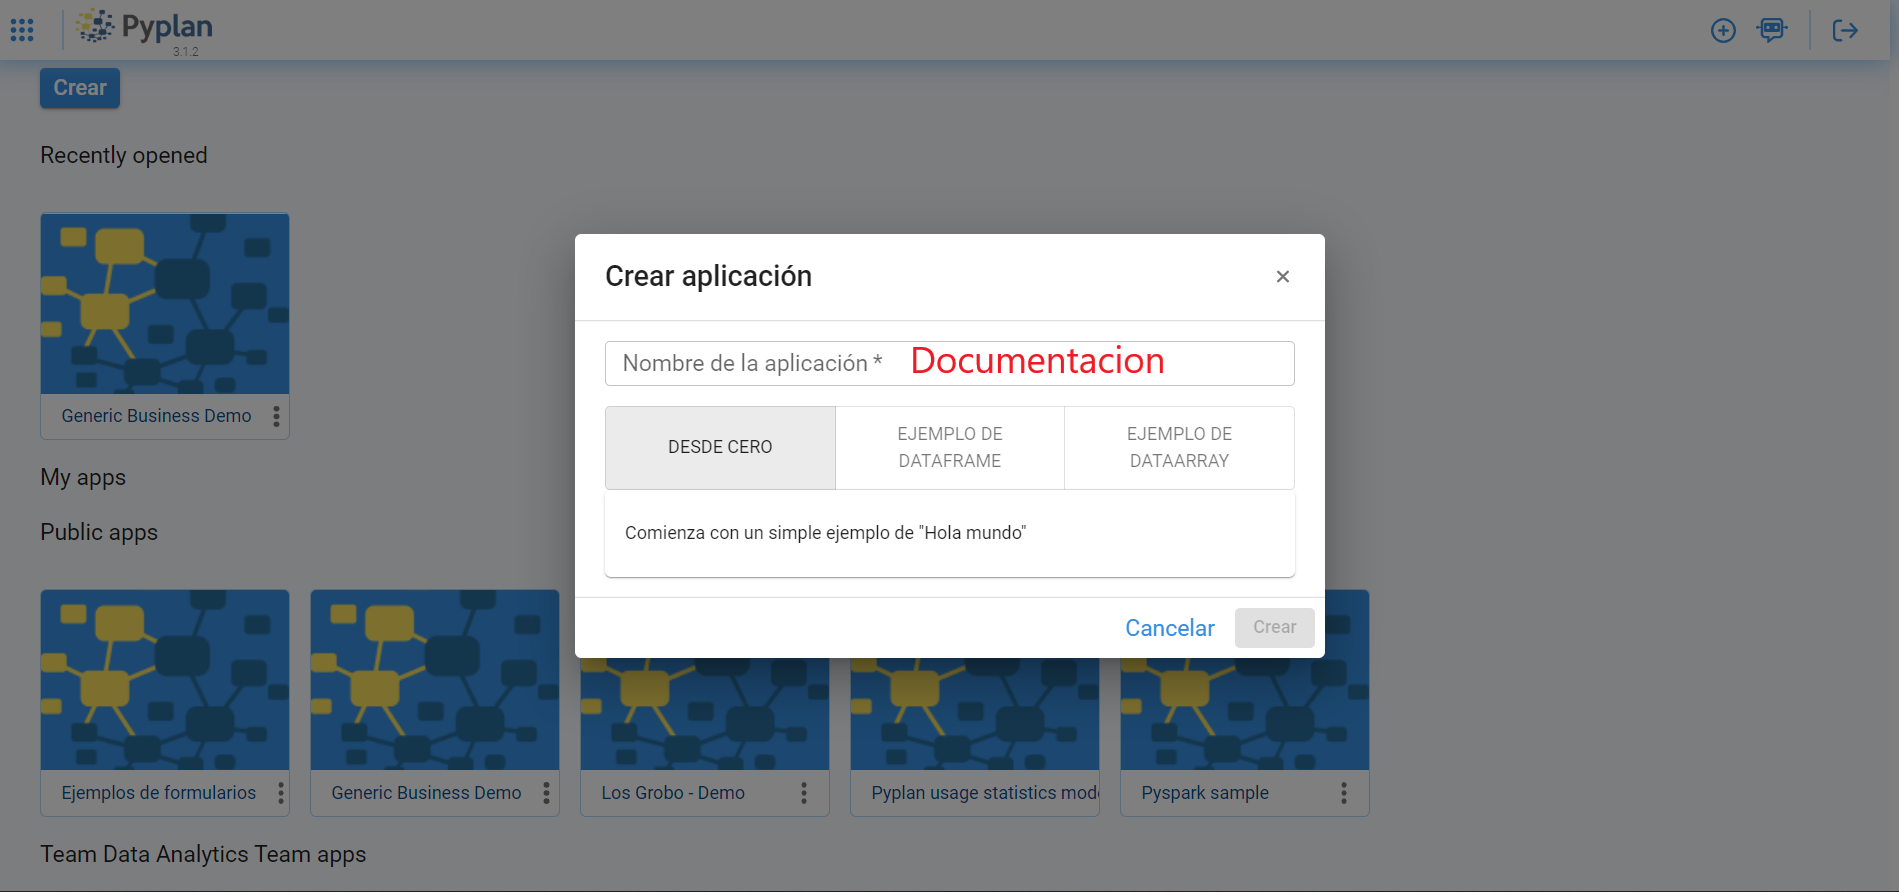 Pyplan
3.1.2
Crear
Recently opened
Generic Business Demo
My apps
Public apps
Crear aplicación
×
Nombre de la aplicación * Documentacion
DESDE CERO
EJEMPLO DE
DATAFRAME
EJEMPLO DE
DATAARRAY
Comienza con un simple ejemplo de "Hola mundo"
Cancelar
Crear
Ejemplos de formularios
Generic Business Demo
Los Grobo - Demo
Pyplan usage statistics mod
Pyspark sample
Team Data Analytics Team apps